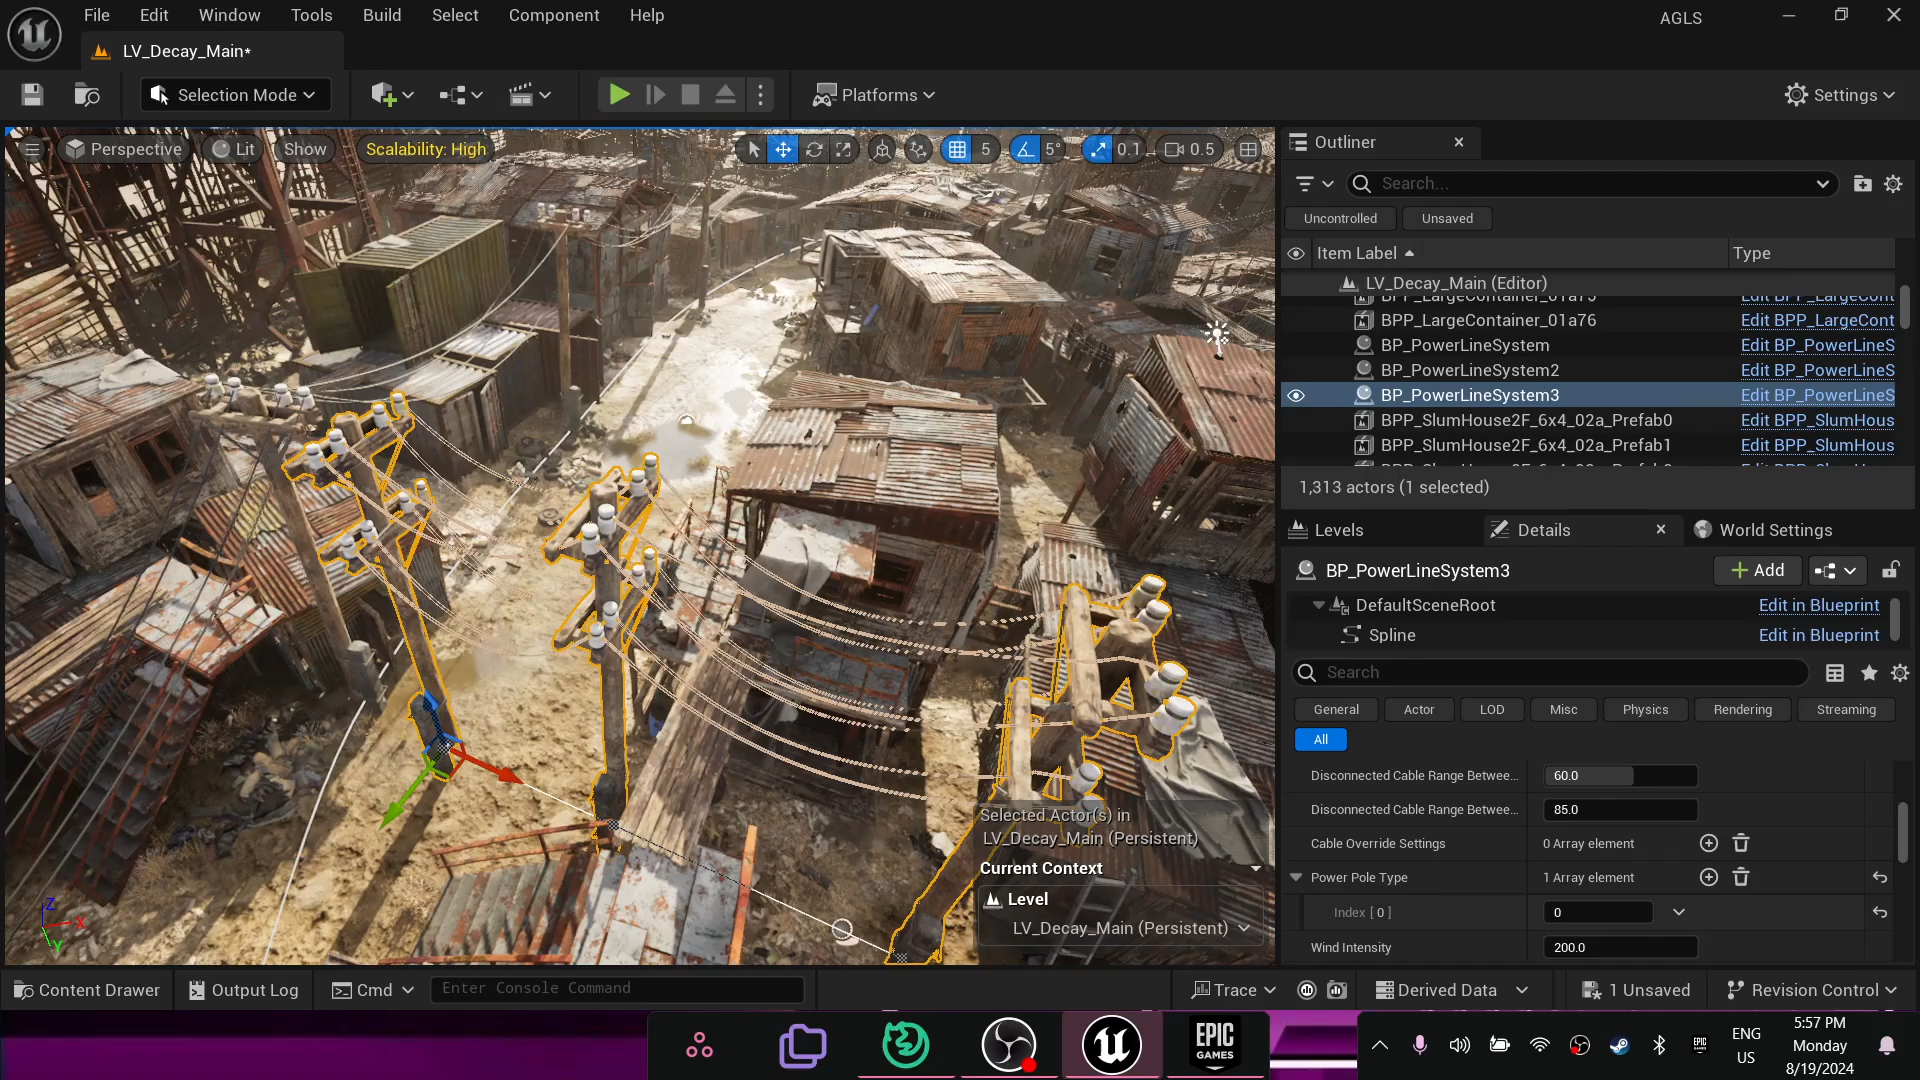 File Edit Window Tools Build Select Component Help
AGLS
LV_Decay_Main•
Selection Mode
Platforms
Settings
Perspective Lit Show Scalability: High
5 5° 0.1 0.5
Outliner
Search...
Uncontrolled Unsaved
Item Label Type
LV_Decay_Main (Editor)
BPP_LargeContainer_01a75 Edit BPP_LargeCont
BPP_LargeContainer_01a76 Edit BPP_LargeCont
BP_PowerLineSystem Edit BP_PowerLineS
BP_PowerLineSystem2 Edit BP_PowerLineS
BP_PowerLineSystem3 Edit BP_PowerLineS
BPP_SlumHouse2F_6x4_02a_Prefab0 Edit BPP_SlumHous
BPP_SlumHouse2F_6x4_02a_Prefab1 Edit BPP_SlumHous
1,313 actors (1 selected)
Levels Details World Settings
BP_PowerLineSystem3 Add
DefaultSceneRoot Edit in Blueprint
Spline Edit in Blueprint
Search
General Actor LOD Misc Physics Rendering Streaming
All
Disconnected Cable Range Betwee... 60.0
Disconnected Cable Range Betwee... 85.0
Cable Override Settings 0 Array element
Power Pole Type 1 Array element
Index [ 0 ] 0
Wind Intensity 200.0
Selected Actor(s) in
LV_Decay_Main (Persistent)
Current Context
Level
LV_Decay_Main (Persistent)
Z
X
Y
Content Drawer Output Log Cmd Enter Console Command Trace Derived Data 1 Unsaved Revision Control
EPIC
GAMES
ENG
US
5:57 PM
Monday
8/19/2024